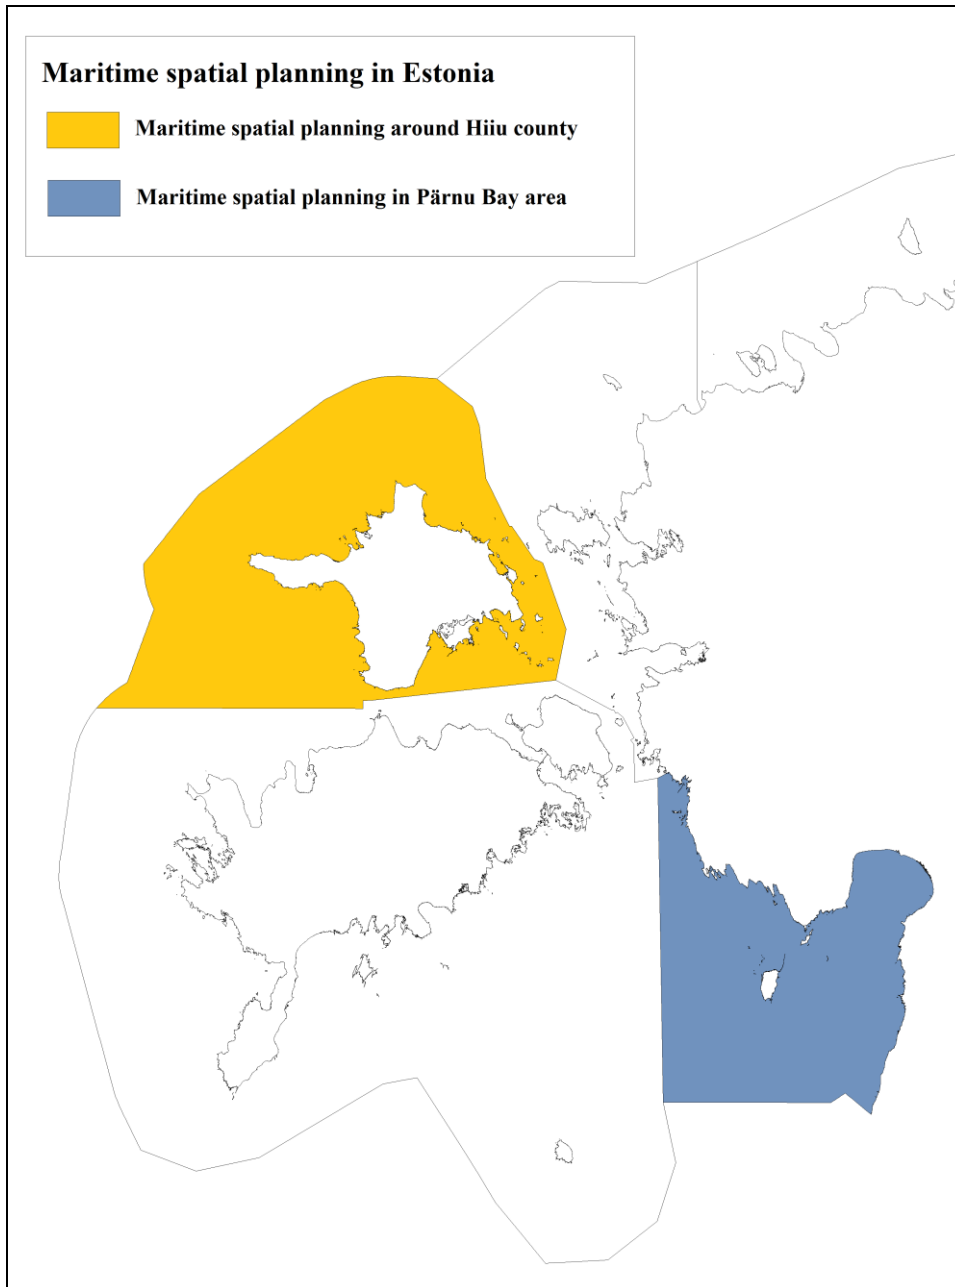 Maritime spatial planning in Estonia
Maritime spatial planning around Hiiu county
Maritime spatial planning in Pärnu Bay area